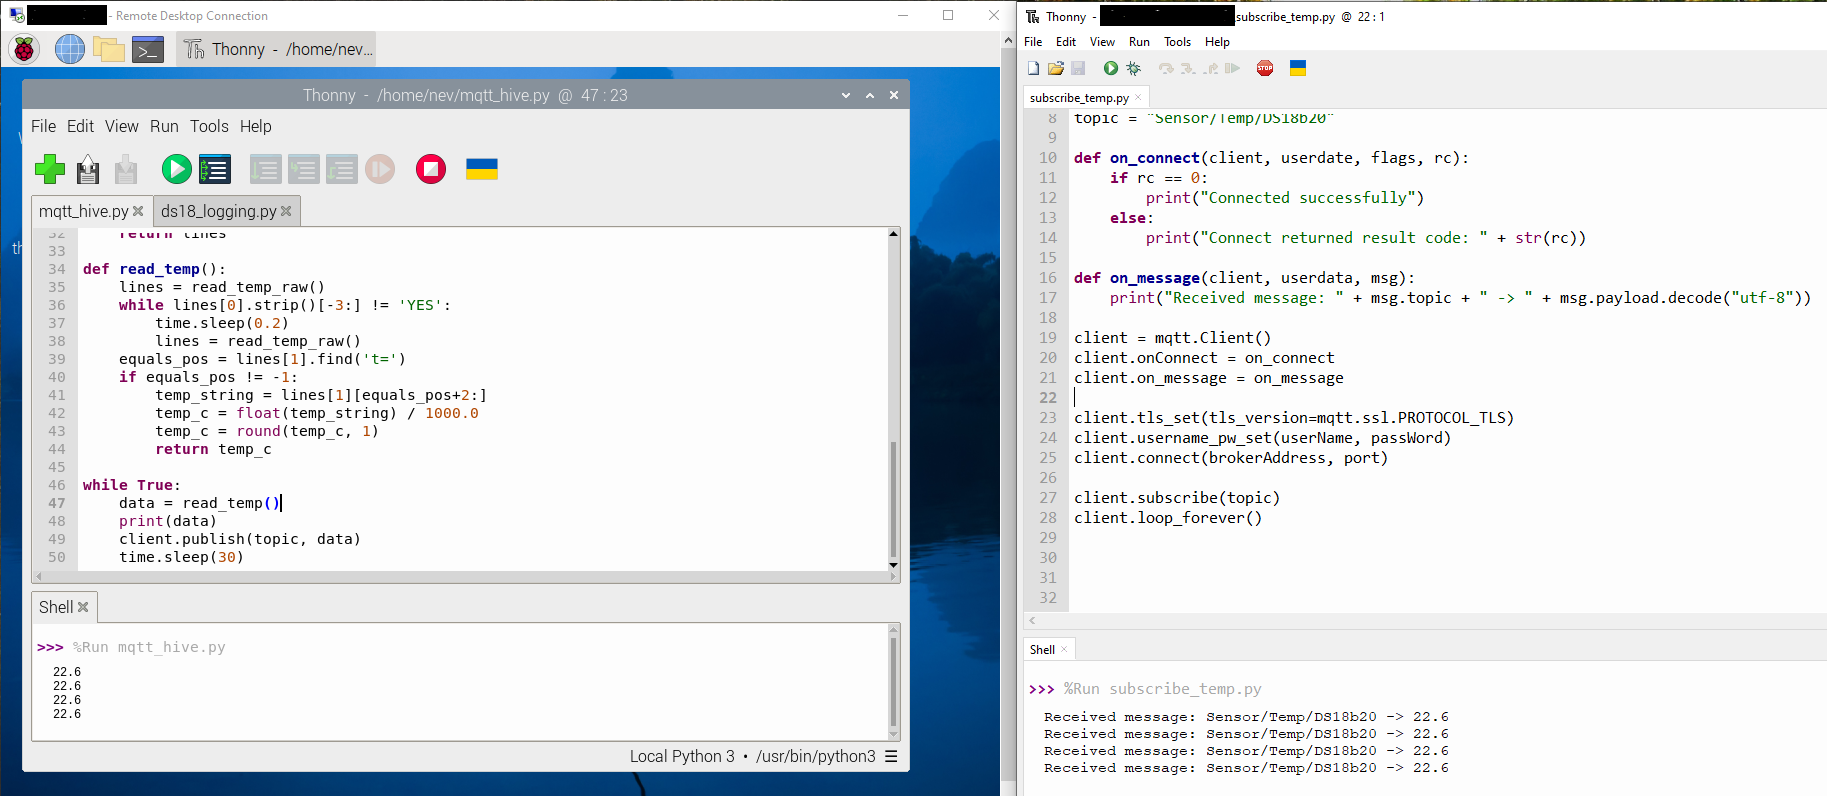 - Remote Desktop Connection
Thonny - /home/nev...
Thonny - /home/nev/mqtt_hive.py @ 47 : 23
File Edit View Run Tools Help
mqtt_hive.py ds18_logging.py
32     return lines
33
34 def read_temp():
35     lines = read_temp_raw()
36     while lines[0].strip()[-3:] != 'YES':
37         time.sleep(0.2)
38         lines = read_temp_raw()
39     equals_pos = lines[1].find('t=')
40     if equals_pos != -1:
41         temp_string = lines[1][equals_pos+2:]
42         temp_c = float(temp_string) / 1000.0
43         temp_c = round(temp_c, 1)
44         return temp_c
45
46 while True:
47     data = read_temp()
48     print(data)
49     client.publish(topic, data)
50     time.sleep(30)
Shell
>>> %Run mqtt_hive.py
22.6
22.6
22.6
22.6
Local Python 3 • /usr/bin/python3
Thonny - subscribe_temp.py @ 22 : 1
File Edit View Run Tools Help
STOP
subscribe_temp.py
8 topic = "Sensor/Temp/DS18b20"
9
10 def on_connect(client, userdate, flags, rc):
11     if rc == 0:
12         print("Connected successfully")
13     else:
14         print("Connect returned result code: " + str(rc))
15
16 def on_message(client, userdata, msg):
17     print("Received message: " + msg.topic + " -> " + msg.payload.decode("utf-8"))
18
19 client = mqtt.Client()
20 client.onConnect = on_connect
21 client.on_message = on_message
22
23 client.tls_set(tls_version=mqtt.ssl.PROTOCOL_TLS)
24 client.username_pw_set(userName, passWord)
25 client.connect(brokerAddress, port)
26
27 client.subscribe(topic)
28 client.loop_forever()
29
30
31
32
Shell
>>> %Run subscribe_temp.py
Received message: Sensor/Temp/DS18b20 -> 22.6
Received message: Sensor/Temp/DS18b20 -> 22.6
Received message: Sensor/Temp/DS18b20 -> 22.6
Received message: Sensor/Temp/DS18b20 -> 22.6